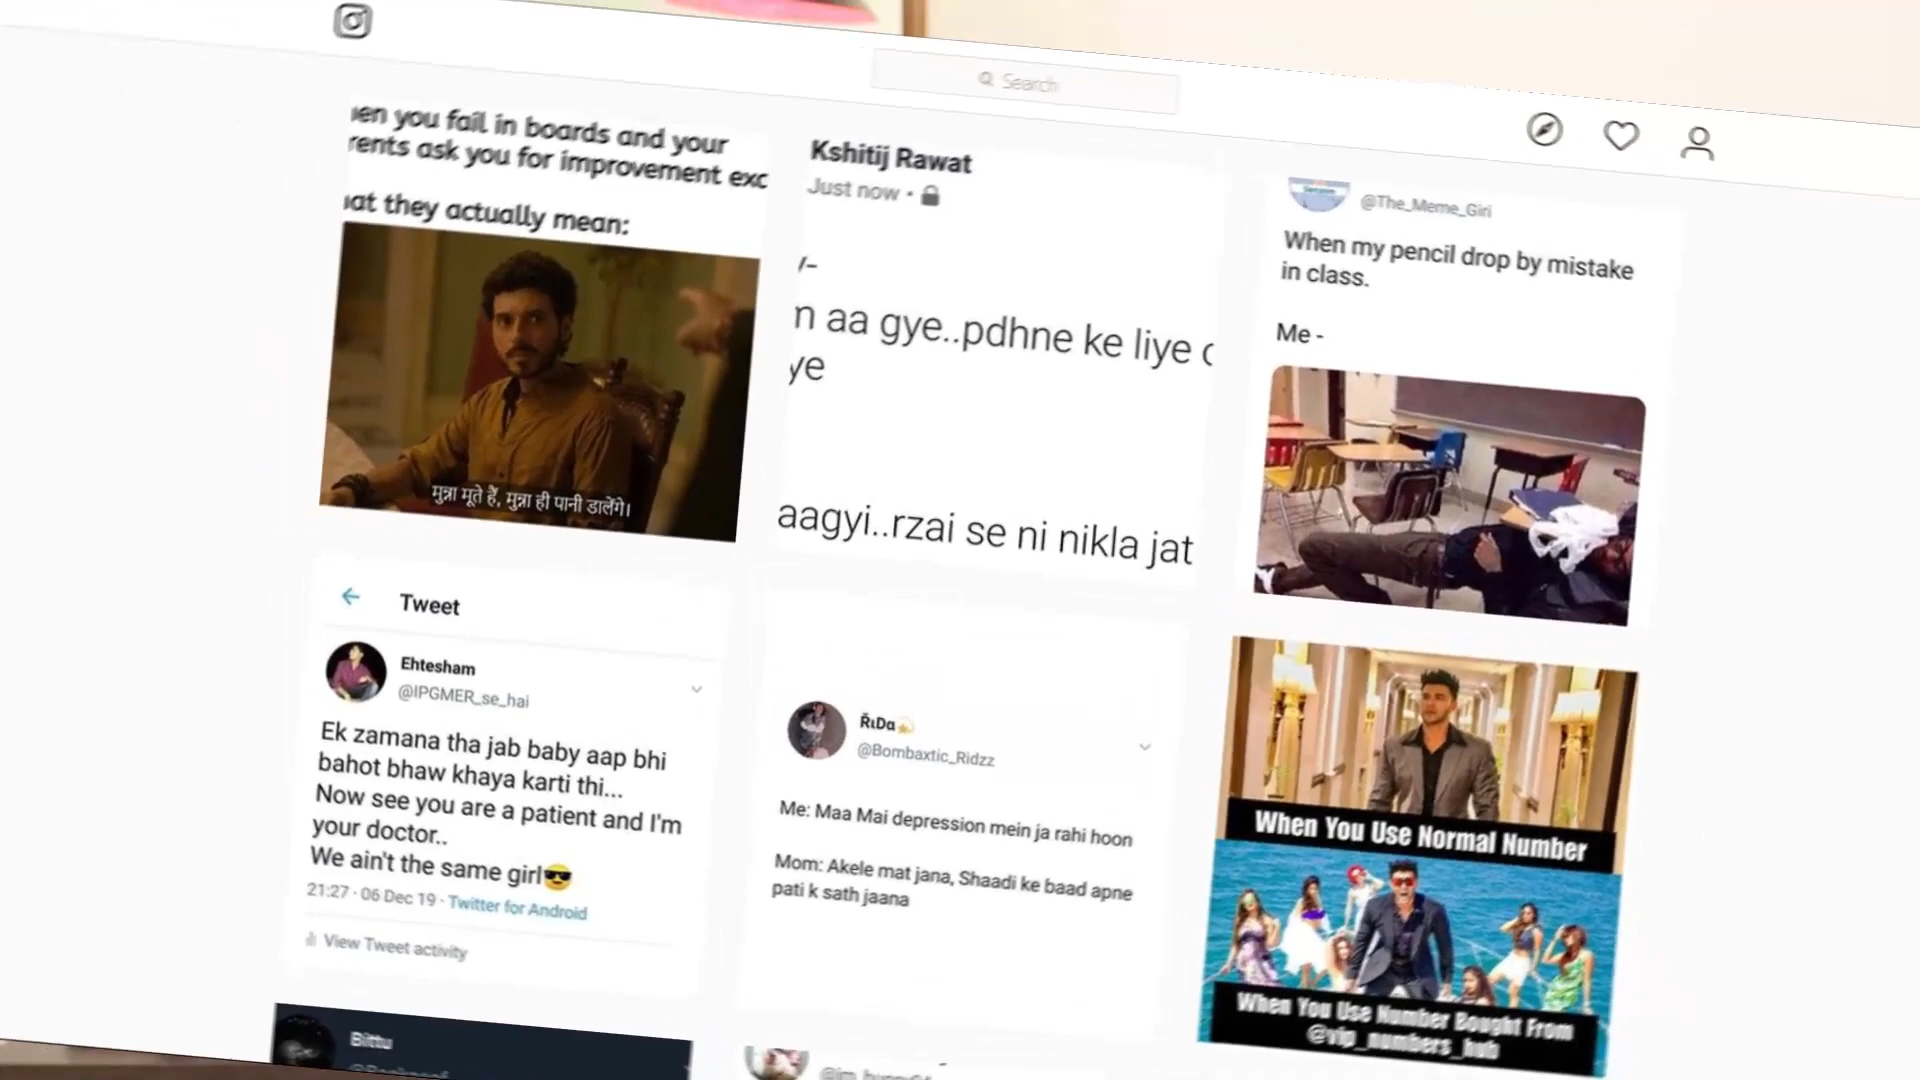 Search
en you fail in boards and your
rents ask you for improvement exc
at they actually mean:
मुन्ना मूते हैं, मुन्ना ही पानी डालेंगे।
Kshitij Rawat
Just now
y-
n aa gye..pdhne ke liye
ye
aagyi..rzai se ni nikla jat
@The_Meme_Giri
When my pencil drop by mistake
in class.
Me -
Tweet
Ehtesham
@IPGMER_se_hai
Ek zamana tha jab baby aap bhi
bahot bhaw khaya karti thi...
Now see you are a patient and I'm
your doctor..
We ain't the same girl😎
21:27 · 06 Dec 19 · Twitter for Android
View Tweet activity
ŘɩDα💫
@Bombaxtic_Ridzz
Me: Maa Mai depression mein ja rahi hoon
Mom: Akele mat jana, Shaadi ke baad apne
pati k sath jaana
When You Use Normal Number
When You Use Number Bought From
@vip_numbers_hub
Bittu